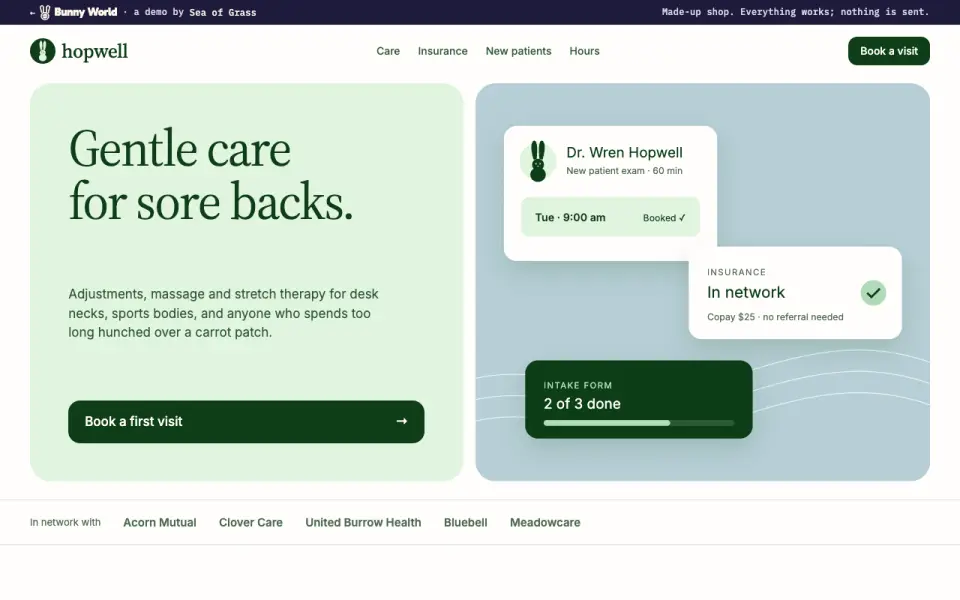 ← Bunny World · a demo by Sea of Grass
Made-up shop. Everything works; nothing is sent.
hopwell
Care
Insurance
New patients
Hours
Book a visit
Gentle care
for sore backs.
Adjustments, massage and stretch therapy for desk
necks, sports bodies, and anyone who spends too
long hunched over a carrot patch.
Book a first visit →
Dr. Wren Hopwell
New patient exam · 60 min
Tue · 9:00 am
Booked ✓
INSURANCE
In network
Copay $25 · no referral needed
INTAKE FORM
2 of 3 done
In network with
Acorn Mutual
Clover Care
United Burrow Health
Bluebell
Meadowcare